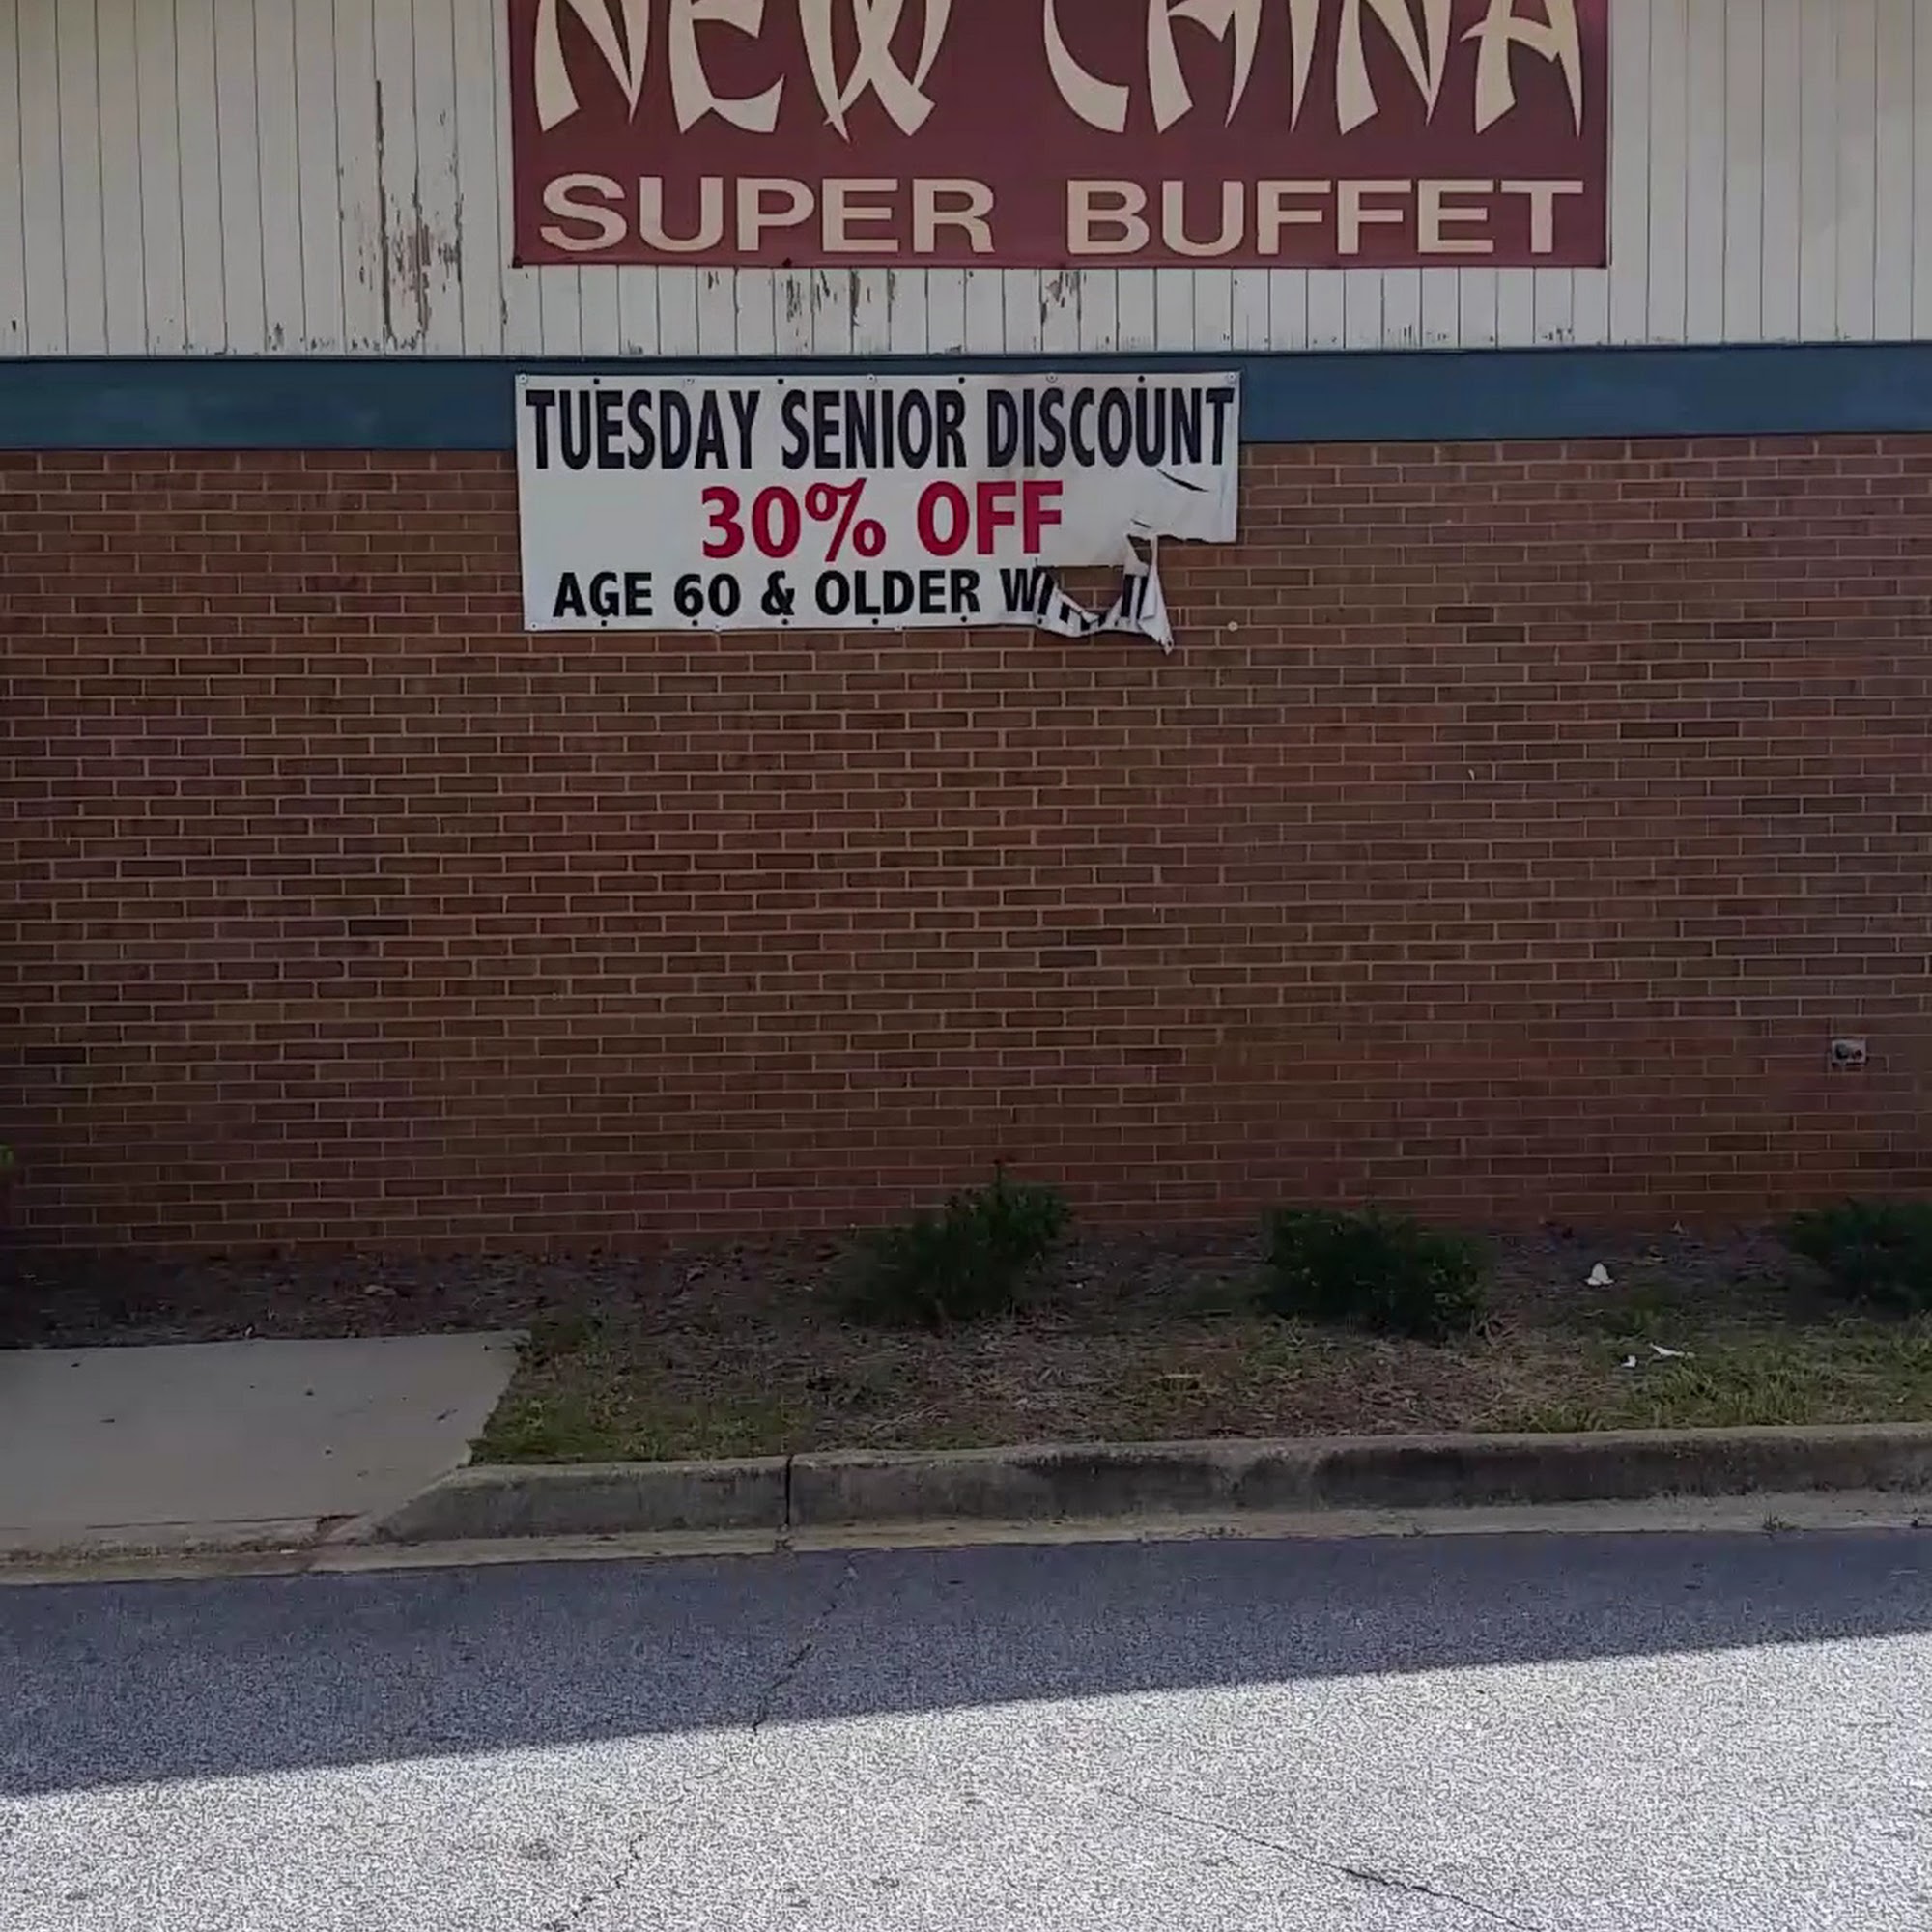 NEW CHINA
SUPER BUFFET
TUESDAY SENIOR DISCOUNT
30% OFF
AGE 60 & OLDER